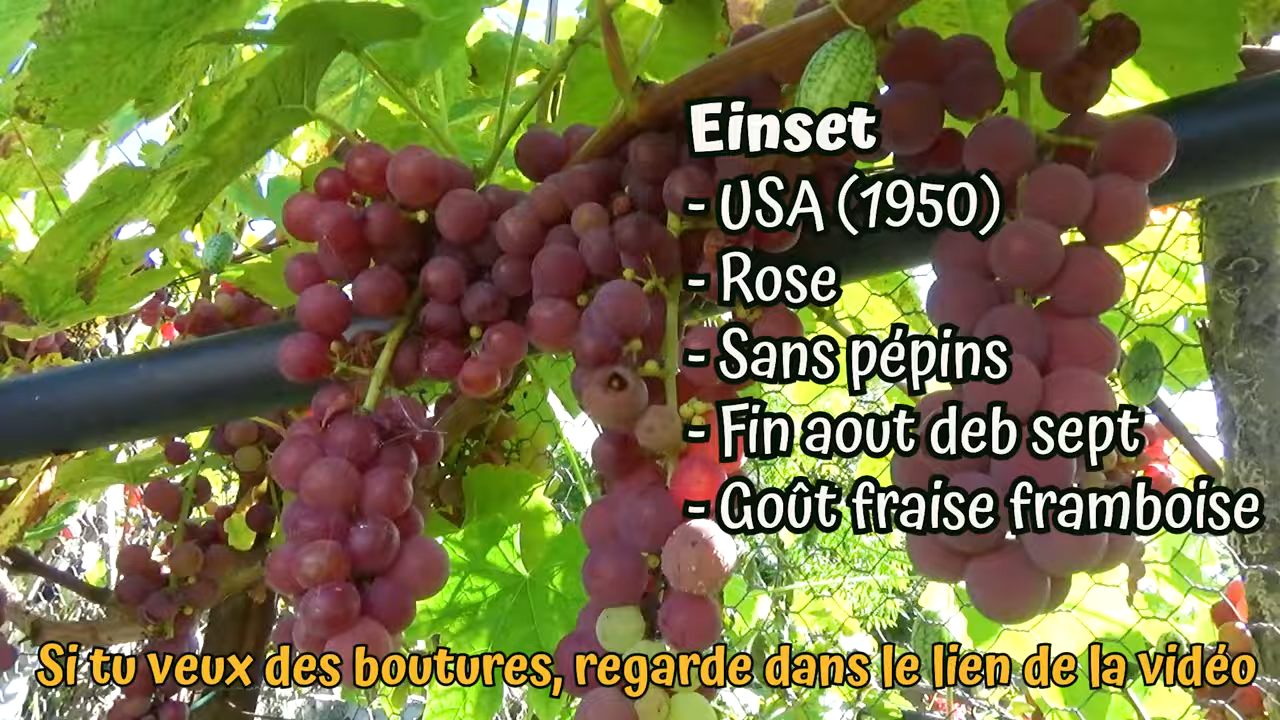 Einset
- USA (1950)
- Rose
- Sans pépins
- Fin aout deb sept
- Goût fraise framboise
Si tu veux des boutures, regarde dans le lien de la vidéo